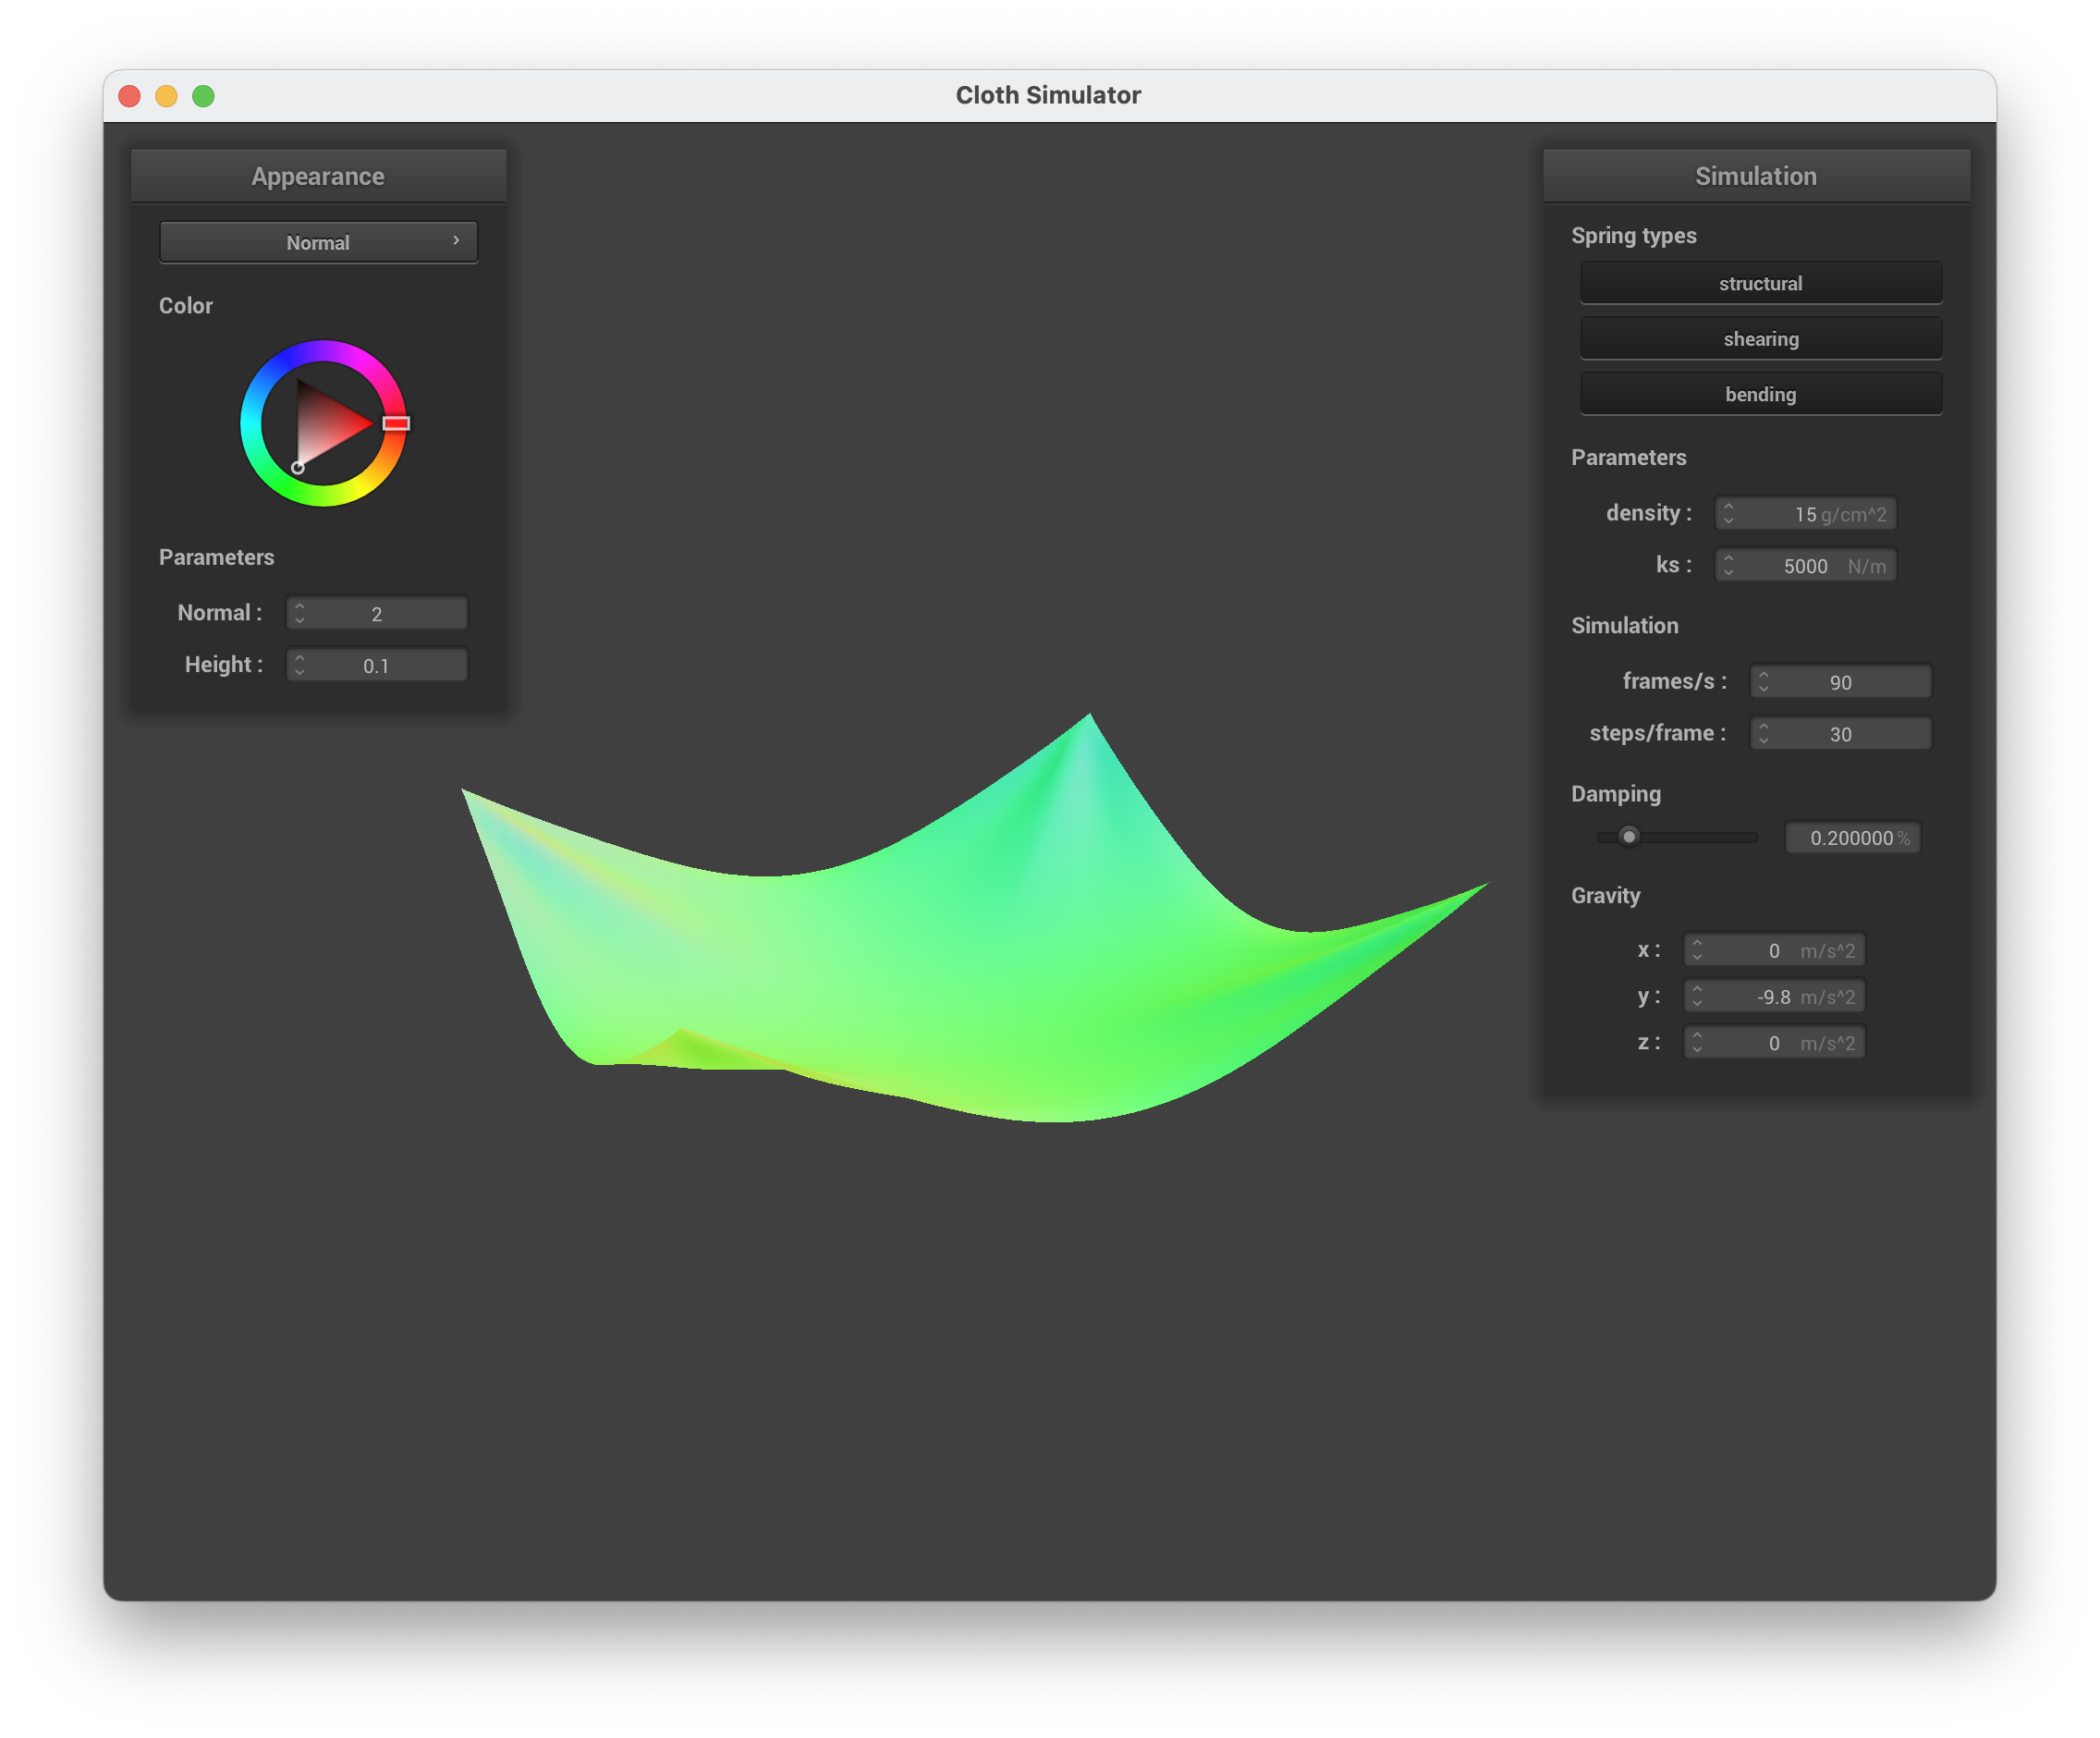 Cloth Simulator
Appearance
Normal
Color
Parameters
Normal :
2
Height :
0.1
Simulation
Spring types
structural
shearing
bending
Parameters
density :
15 g/cm^2
ks :
5000 N/m
Simulation
frames/s :
90
steps/frame :
30
Damping
0.200000 %
Gravity
x :
0 m/s^2
y :
-9.8 m/s^2
z :
0 m/s^2